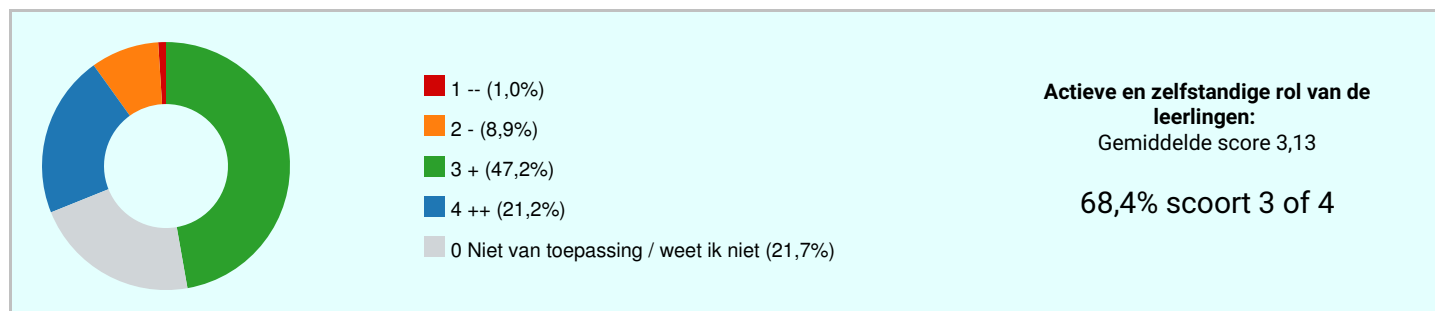 1 -- (1,0%)
2 - (8,9%)
3 + (47,2%)
4 ++ (21,2%)
0 Niet van toepassing / weet ik niet (21,7%)
Actieve en zelfstandige rol van de
leerlingen:
Gemiddelde score 3,13
68,4% scoort 3 of 4